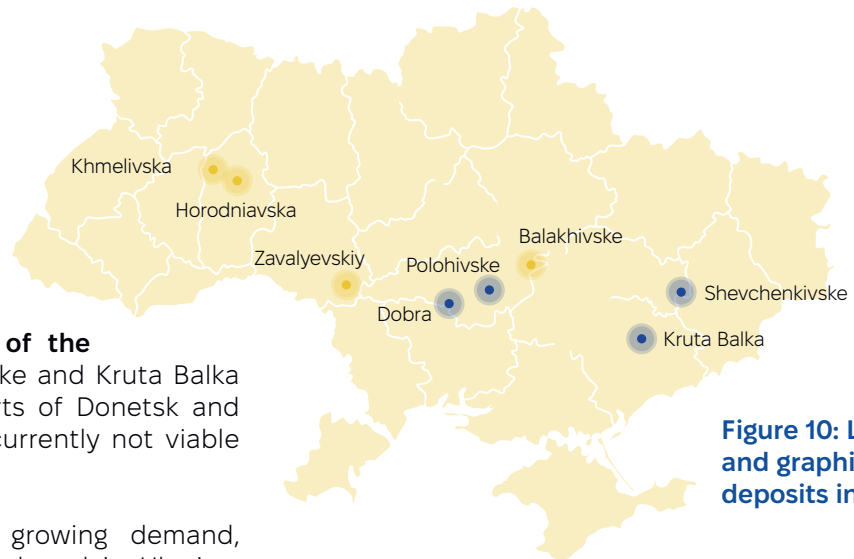 Khmelivska
Horodniavska
Zavalyevskiy
Balakhivske
Polohivske
Dobra
Shevchenkivske
Kruta Balka
of the
ke and Kruta Balka
rts of Donetsk and
currently not viable
growing demand,
Figure 10: L
and graphi
deposits in